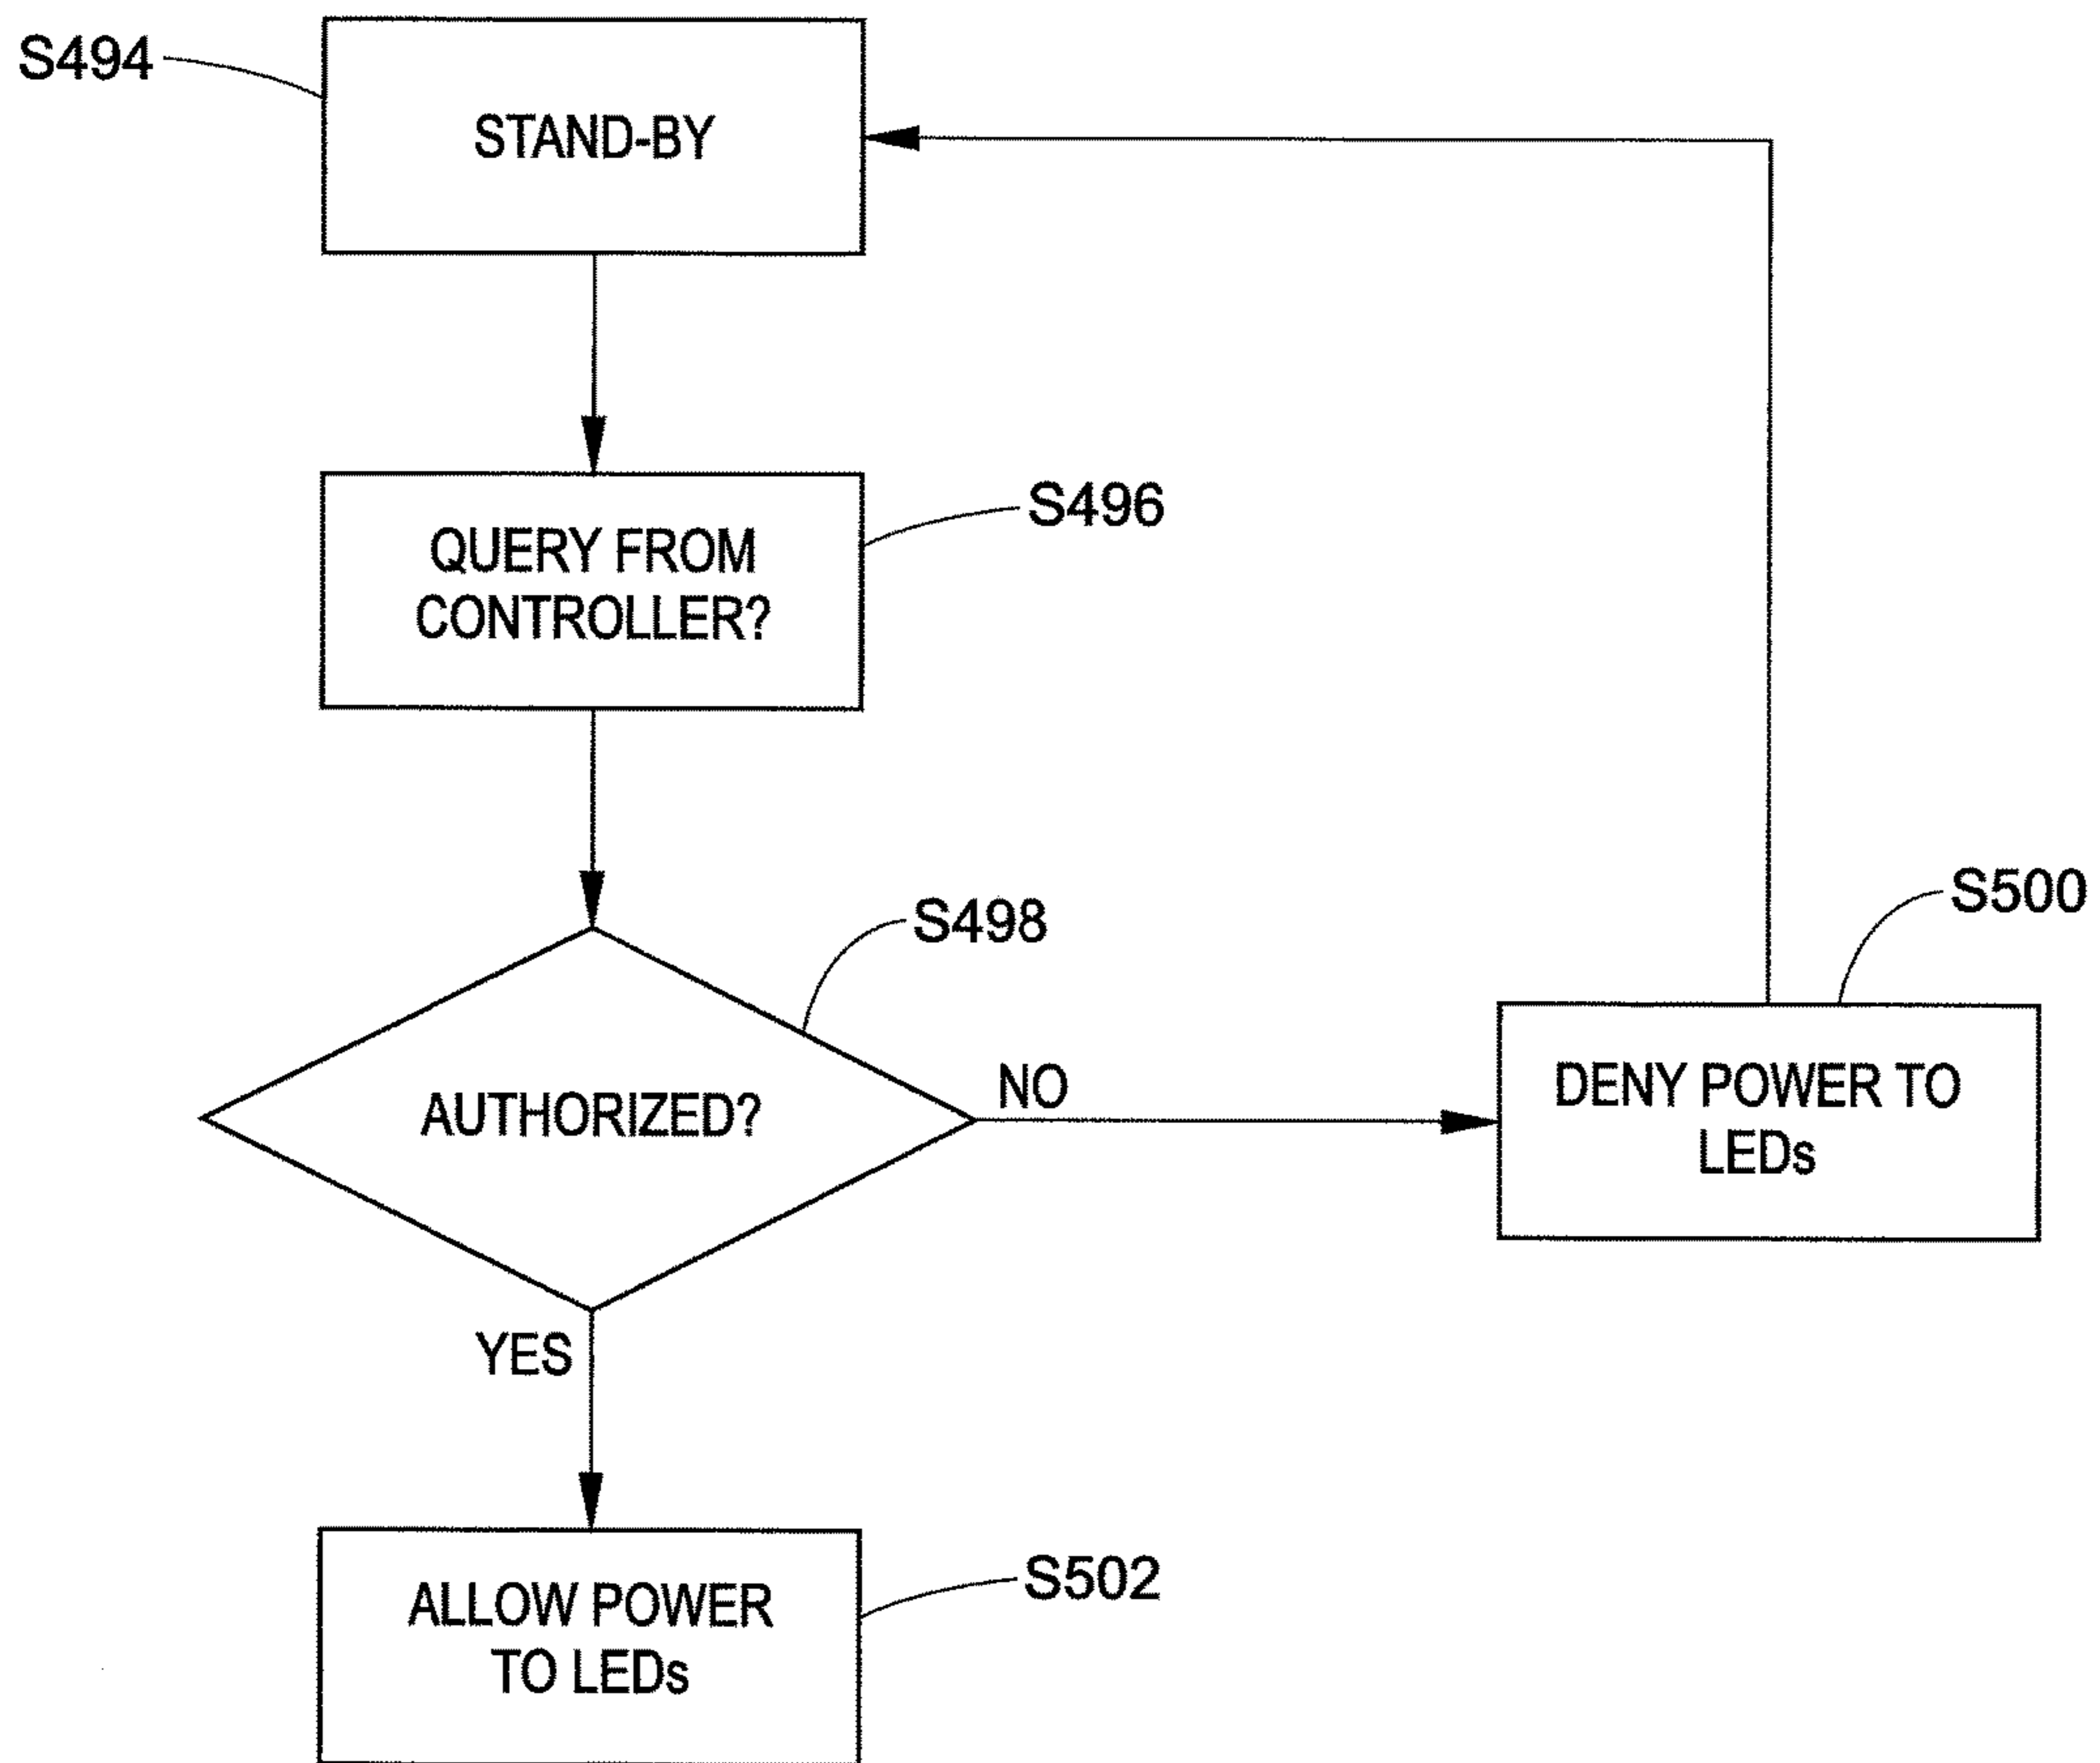 S494
STAND-BY
S496
QUERY FROM
CONTROLLER?
S498
AUTHORIZED?
NO
S500
DENY POWER TO
LEDs
YES
ALLOW POWER
TO LEDs
S502